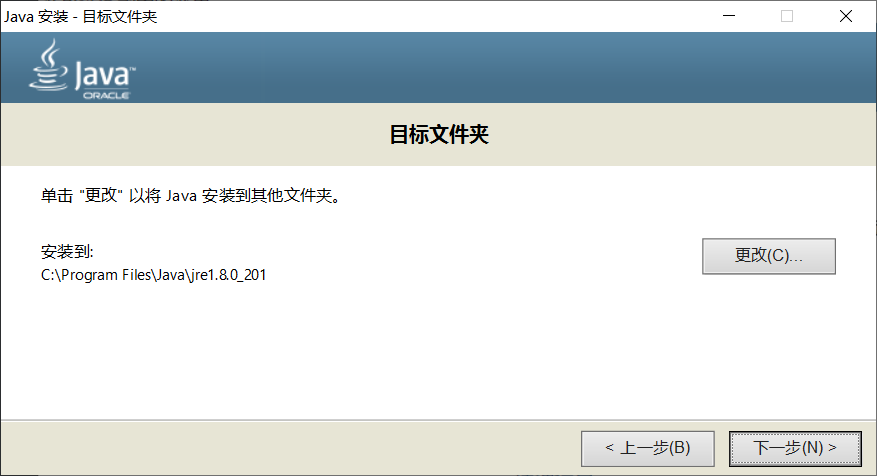 Java 安装 - 目标文件夹
Java™
ORACLE
目标文件夹
单击 "更改" 以将 Java 安装到其他文件夹。
安装到:
C:\Program Files\Java\jre1.8.0_201
更改(C)...
< 上一步(B)
下一步(N) >